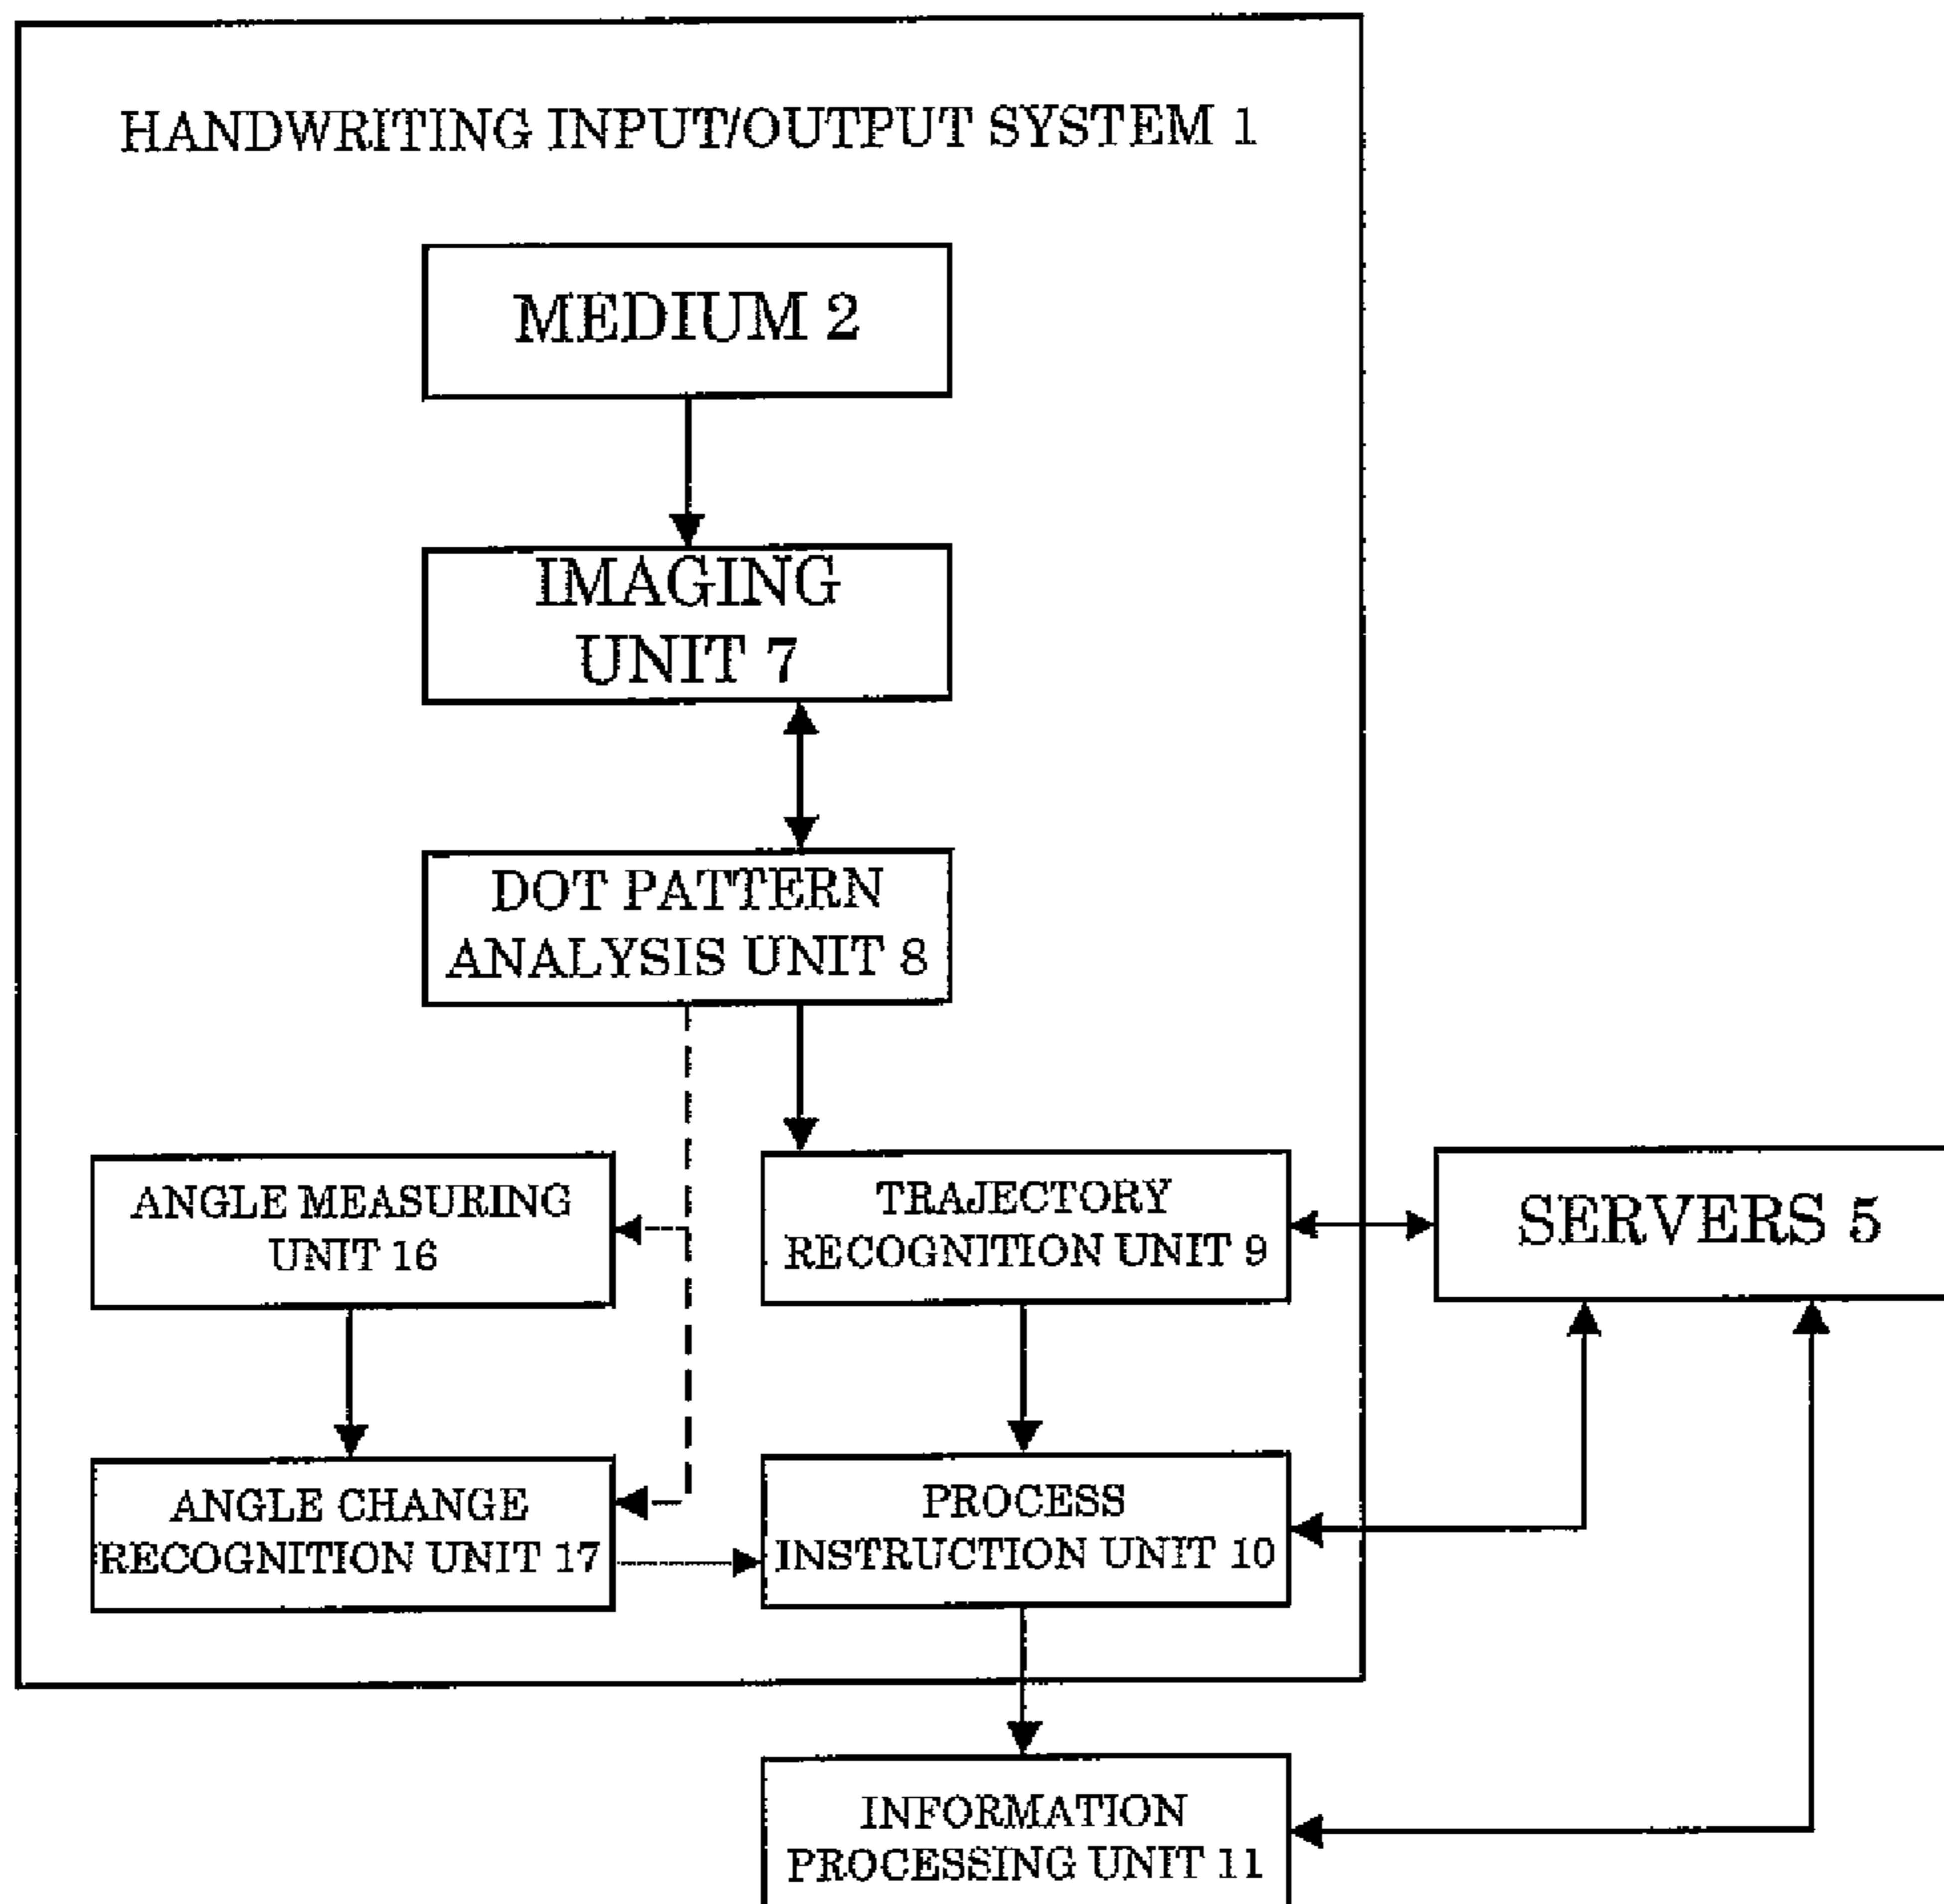 HANDWRITING INPUT/OUTPUT SYSTEM 1
MEDIUM 2
IMAGING
UNIT 7
DOT PATTERN
ANALYSIS UNIT 8
ANGLE MEASURING
UNIT 16
TRAJECTORY
RECOGNITION UNIT 9
SERVERS 5
ANGLE CHANGE
RECOGNITION UNIT 17
PROCESS
INSTRUCTION UNIT 10
INFORMATION
PROCESSING UNIT 11